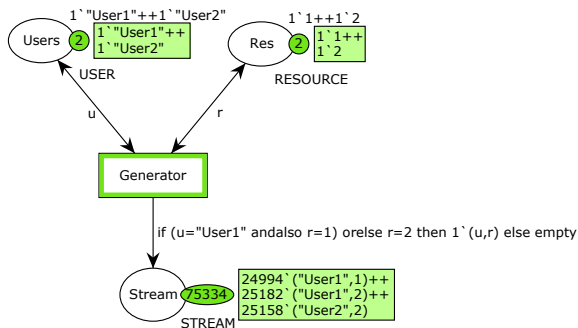 1`"User1"++1`"User2"
Users
2
1`"User1"++
1`"User2"
USER
1`1++1`2
Res
2
1`1++
1`2
RESOURCE
u
r
Generator
if (u="User1" andalso r=1) orelse r=2 then 1`(u,r) else empty
Stream
75334
24994`("User1",1)++
25182`("User1",2)++
25158`("User2",2)
STREAM